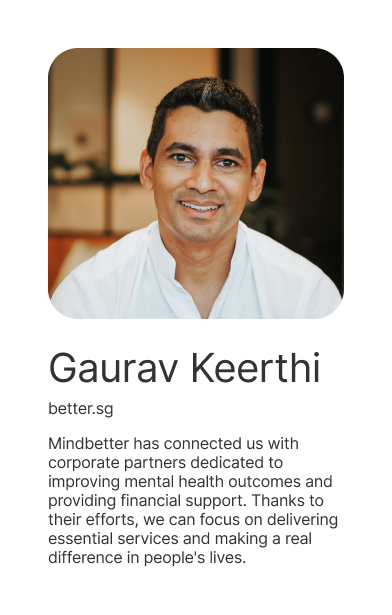 Gaurav Keerthi
better.sg
Mindbetter has connected us with
corporate partners dedicated to
improving mental health outcomes and
providing financial support. Thanks to
their efforts, we can focus on delivering
essential services and making a real
difference in people's lives.